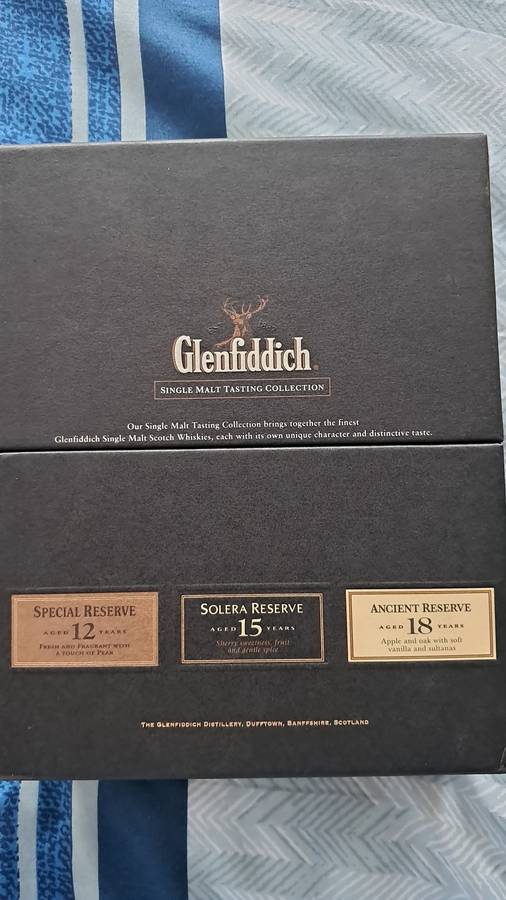 Glenfiddich
SINGLE MALT TASTING COLLECTION
Our Single Malt Tasting Collection brings together the finest
Glenfiddich Single Malt Scotch Whiskies, each with its own unique character and distinctive taste.
SPECIAL RESERVE
AGED 12 YEARS
FRESH AND FRAGRANT WITH
A TOUCH OF PEAR
SOLERA RESERVE
AGED 15 YEARS
Sherry sweetness, fruit
and gentle spice
ANCIENT RESERVE
AGED 18 YEARS
Apple and oak with soft
vanilla and sultanas
THE GLENFIDDICH DISTILLERY, DUFFTOWN, BANFFSHIRE, SCOTLAND